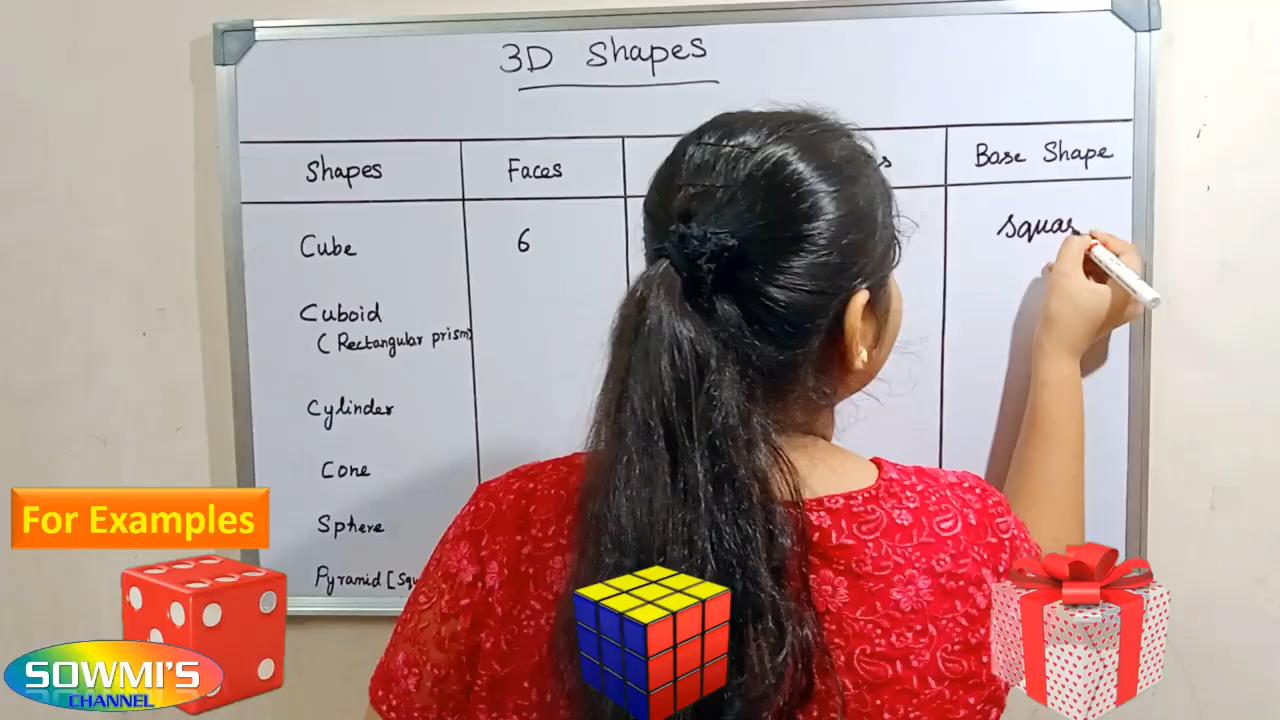 3D Shapes
Shapes Faces Base Shape
Cube 6 squar
Cuboid
( Rectangular prism)
Cylinder
Cone
Sphere
Pyramid [Squ
For Examples
SOWMI'S
CHANNEL